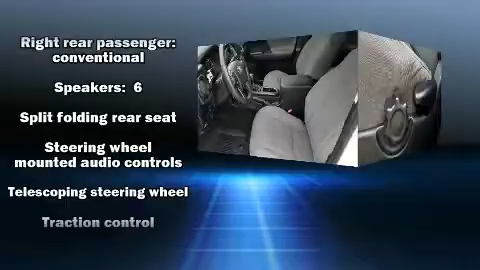 Right rear passenger:
conventional
Speakers: 6
Split folding rear seat
Steering wheel
mounted audio controls
Telescoping steering wheel
Traction control